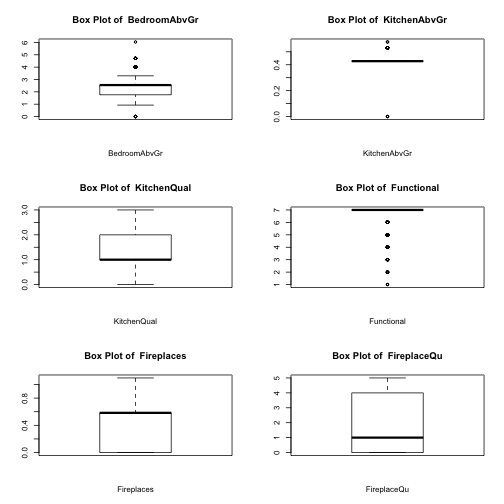 Box Plot of BedroomAbvGr
0 1 2 3 4 5 6
BedroomAbvGr
Box Plot of KitchenAbvGr
0.0 0.2 0.4
KitchenAbvGr
Box Plot of KitchenQual
0.0 1.0 2.0 3.0
KitchenQual
Box Plot of Functional
1 2 3 4 5 6 7
Functional
Box Plot of Fireplaces
0.0 0.4 0.8
Fireplaces
Box Plot of FireplaceQu
0 1 2 3 4 5
FireplaceQu